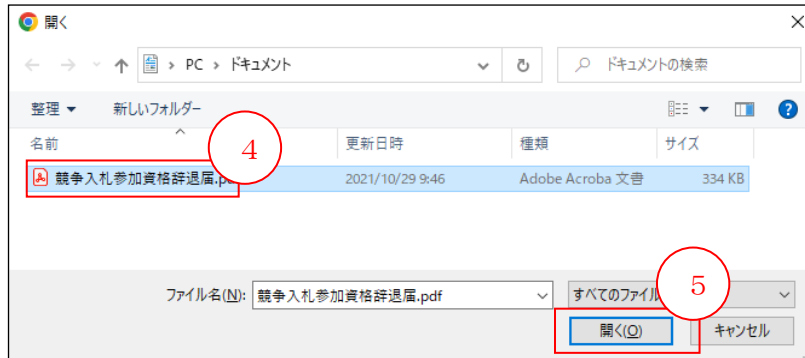 開く
PC › ドキュメント
ドキュメントの検索
整理 新しいフォルダー
名前 更新日時 種類 サイズ
4
競争入札参加資格辞退届.pd 2021/10/29 9:46 Adobe Acroba 文書 334 KB
ファイル名(N): 競争入札参加資格辞退届.pdf すべてのファイル
5
開く(O) キャンセル